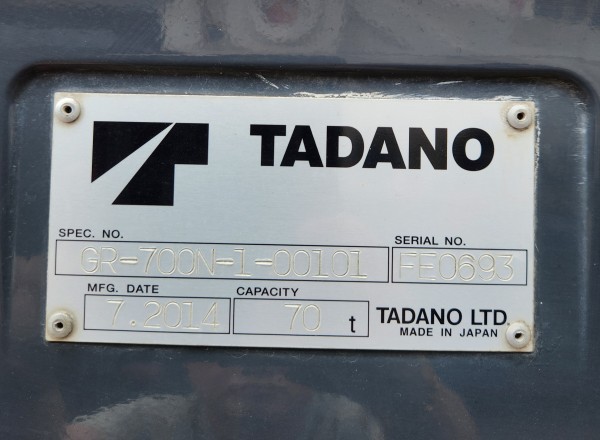 TADANO
SPEC. NO.
SERIAL NO.
GR-700N-1-00101
FE0693
MFG. DATE
CAPACITY
7.2014
70 t
TADANO LTD.
MADE IN JAPAN